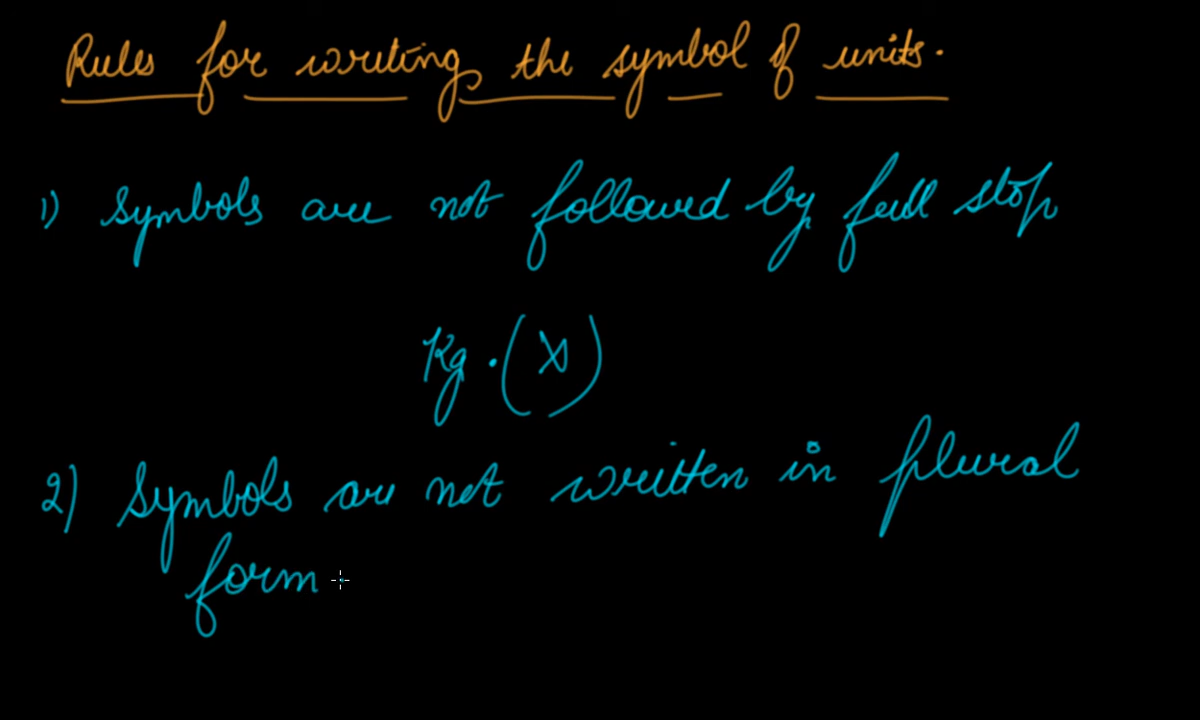 Rules for writing the symbol of units.
1) Symbols are not followed by full stop
Kg . (X)
2) Symbols are not written in plural
form